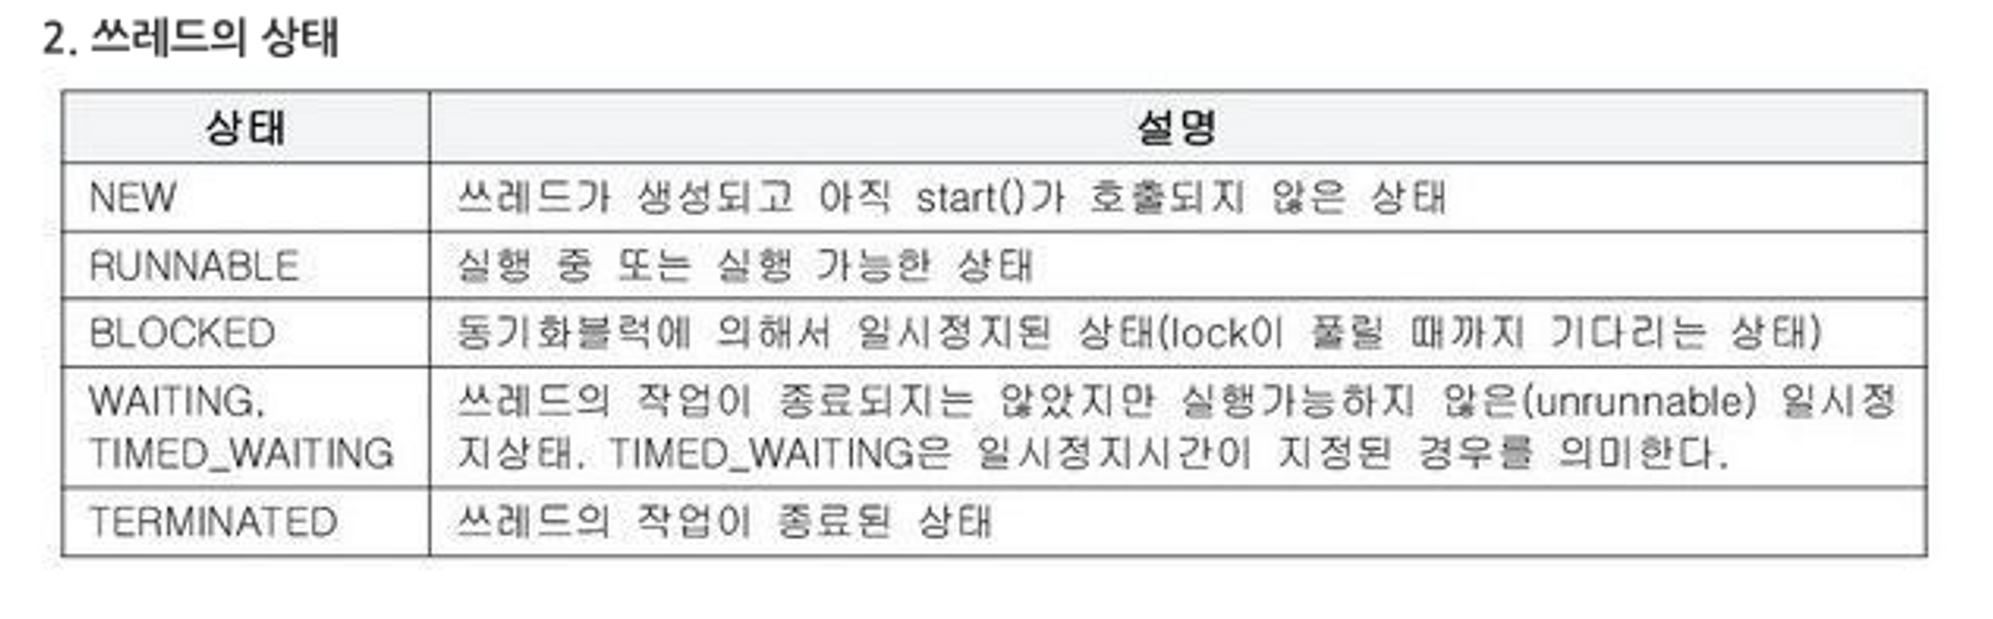 2. 쓰레드의 상태
상태 설명
NEW 쓰레드가 생성되고 아직 start()가 호출되지 않은 상태
RUNNABLE 실행 중 또는 실행 가능한 상태
BLOCKED 동기화블럭에 의해서 일시정지된 상태(lock이 풀릴 때까지 기다리는 상태)
WAITING, 쓰레드의 작업이 종료되지는 않았지만 실행가능하지 않은(unrunnable) 일시정
TIMED_WAITING 지상태. TIMED_WAITING은 일시정지시간이 지정된 경우를 의미한다.
TERMINATED 쓰레드의 작업이 종료된 상태